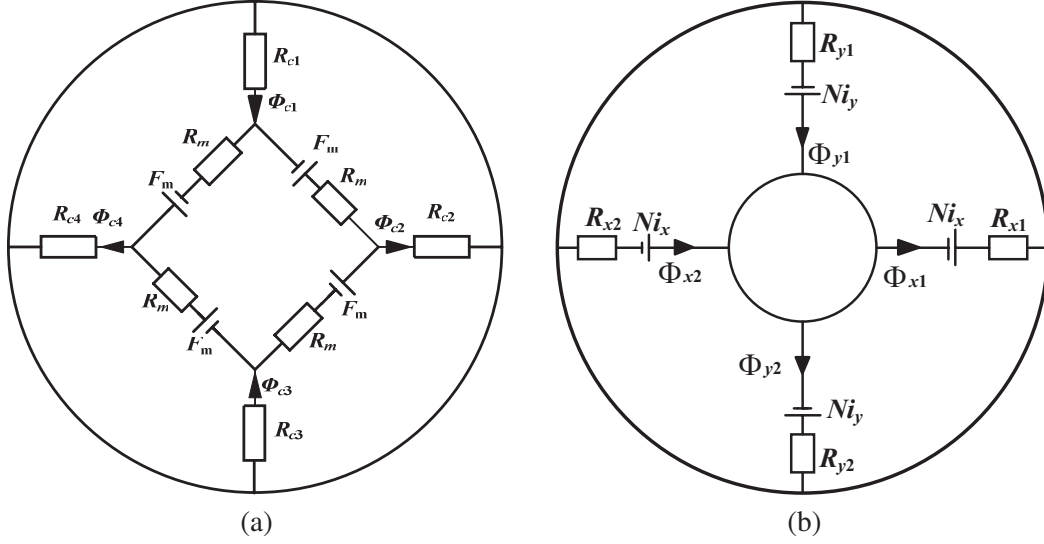 R_c1
Φ_c1
R_m
F_m
F_m
R_m
R_c4
Φ_c4
Φ_c2
R_c2
R_m
F_m
F_m
R_m
Φ_c3
R_c3
(a)
R_y1
Ni_y
Φ_y1
R_x2
Ni_x
Φ_x2
Ni_x
R_x1
Φ_x1
Φ_y2
Ni_y
R_y2
(b)